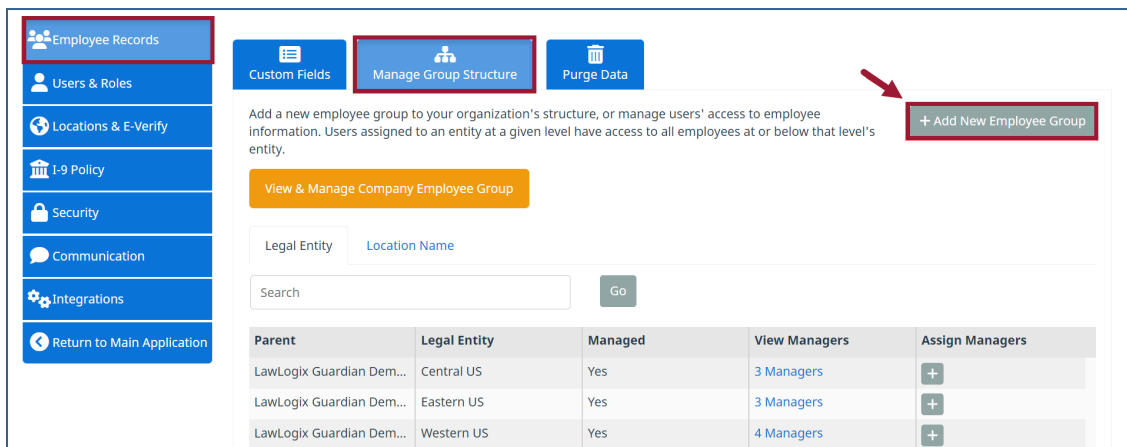 Employee Records
Users & Roles
Locations & E-Verify
I-9 Policy
Security
Communication
Integrations
Return to Main Application
Custom Fields
Manage Group Structure
Purge Data
Add a new employee group to your organization's structure, or manage users' access to employee
information. Users assigned to an entity at a given level have access to all employees at or below that level's
entity.
+ Add New Employee Group
View & Manage Company Employee Group
Legal Entity Location Name
Search Go
Parent Legal Entity Managed View Managers Assign Managers
LawLogix Guardian Dem... Central US Yes 3 Managers +
LawLogix Guardian Dem... Eastern US Yes 3 Managers +
LawLogix Guardian Dem... Western US Yes 4 Managers +